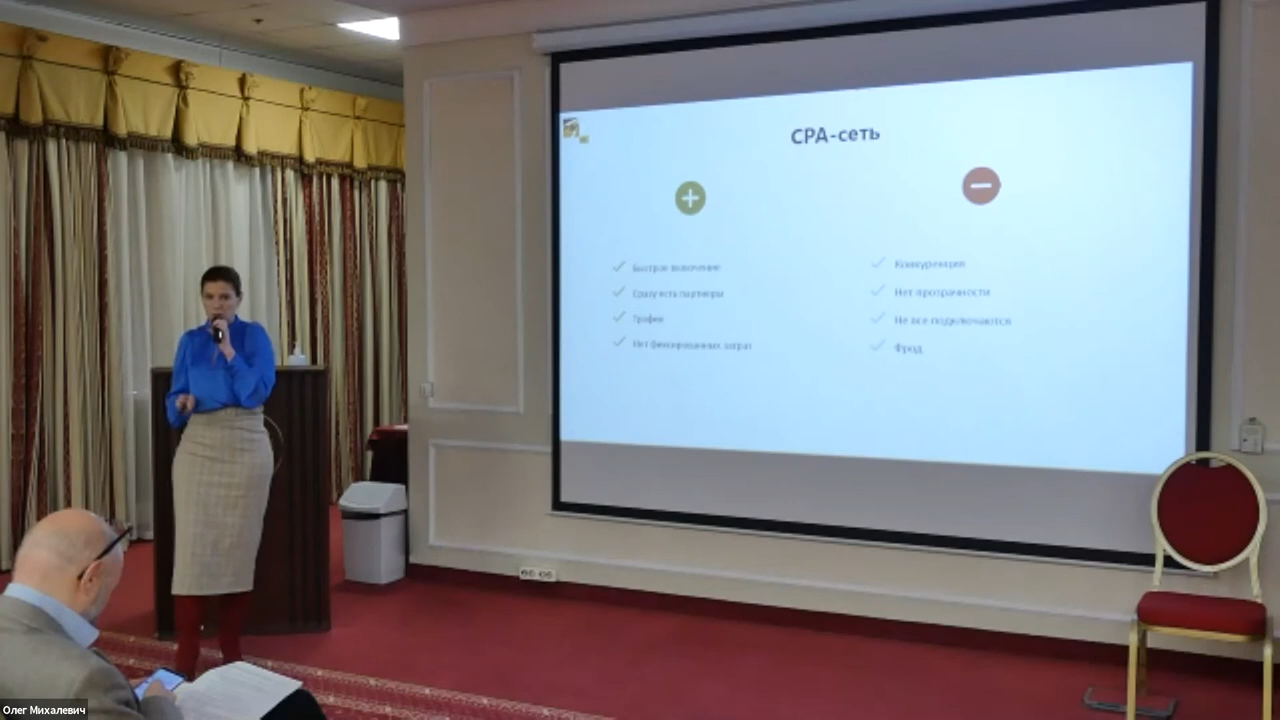 CPA-сеть
Быстрое включение
Сразу есть партнеры
Трафик
Нет фиксированных затрат
Конкуренция
Нет прозрачности
Не все подключаются
Фрод
Олег Михалевич